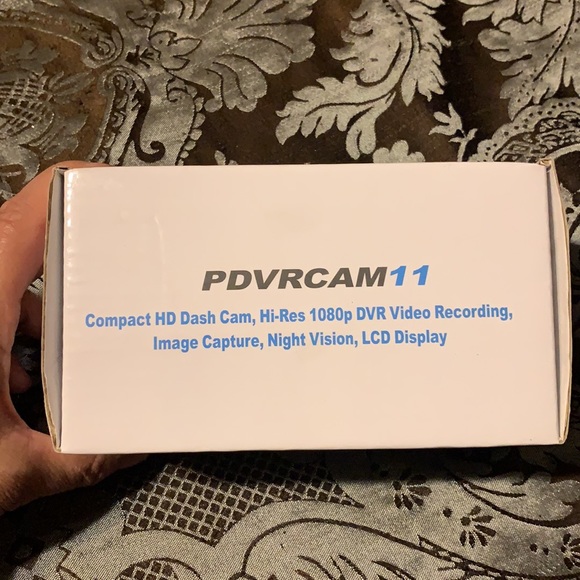 PDVRCAM11
Compact HD Dash Cam, Hi-Res 1080p DVR Video Recording,
Image Capture, Night Vision, LCD Display